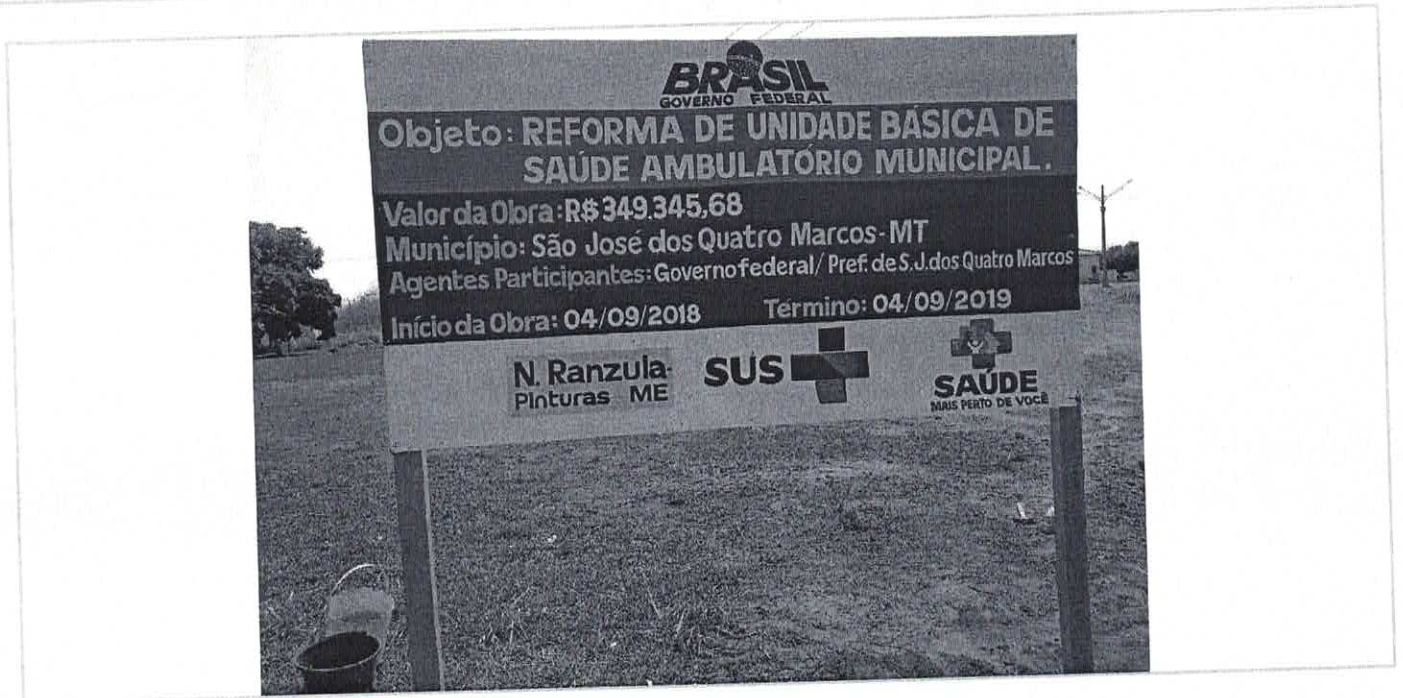 BRASIL
GOVERNO FEDERAL
Objeto: REFORMA DE UNIDADE BÁSICA DE
SAÚDE AMBULATÓRIO MUNICIPAL.
Valor da Obra: R$ 349.345,68
Município: São José dos Quatro Marcos-MT
Agentes Participantes: Governo federal / Pref. de S.J. dos Quatro Marcos
Início da Obra: 04/09/2018 Término: 04/09/2019
N. Ranzula-
Pinturas ME
SUS
SAÚDE
MAIS PERTO DE VOCÊ